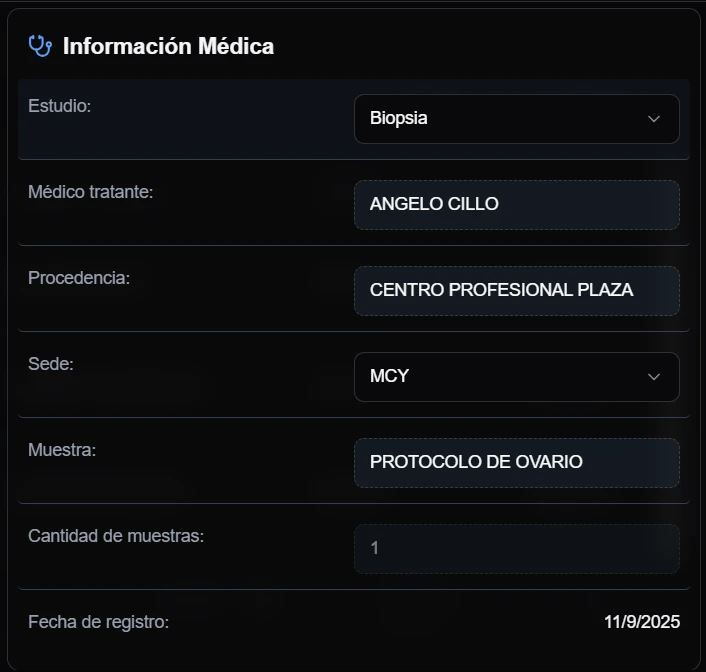 Información Médica
Estudio:
Biopsia
Médico tratante:
ANGELO CILLO
Procedencia:
CENTRO PROFESIONAL PLAZA
Sede:
MCY
Muestra:
PROTOCOLO DE OVARIO
Cantidad de muestras:
1
Fecha de registro:
11/9/2025